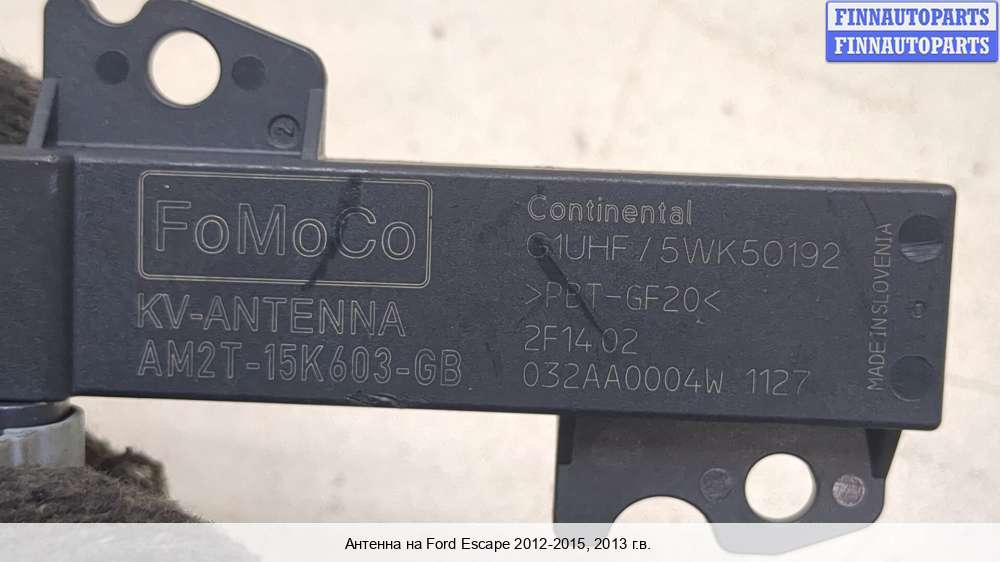 FINNAUTOPARTS
FINNAUTOPARTS
2
FoMoCo
KV-ANTENNA
AM2T-15K603-GB
Continental
G1UHF/5WK50192
>PBT-GF20<
2F1402
032AA0004W 1127
MADE IN SLOVENIA
Антенна на Ford Escape 2012-2015, 2013 г.в.